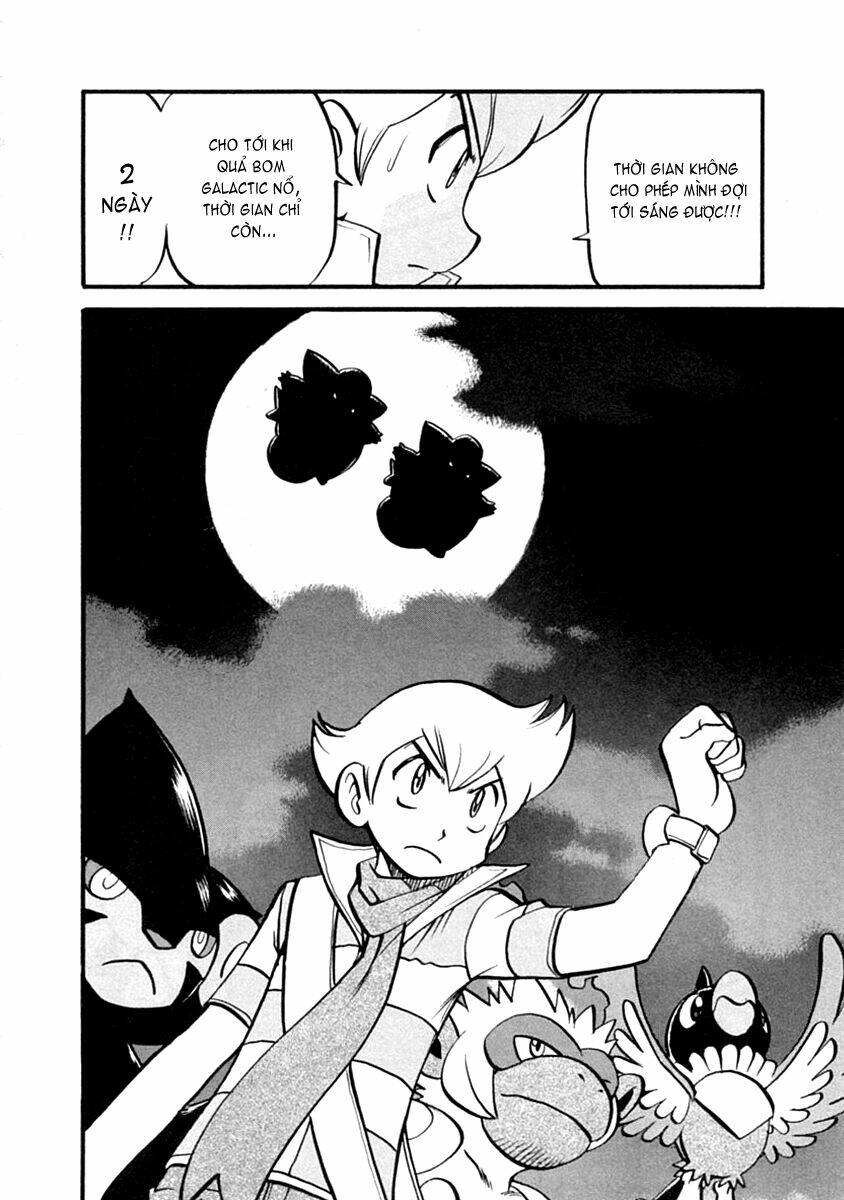 THỜI GIAN KHÔNG
CHO PHÉP MÌNH ĐỢI
TỚI SÁNG ĐƯỢC!!!
CHO TỚI KHI
QUẢ BOM
GALACTIC NỔ,
THỜI GIAN CHỈ
CÒN...
2
NGÀY
!!